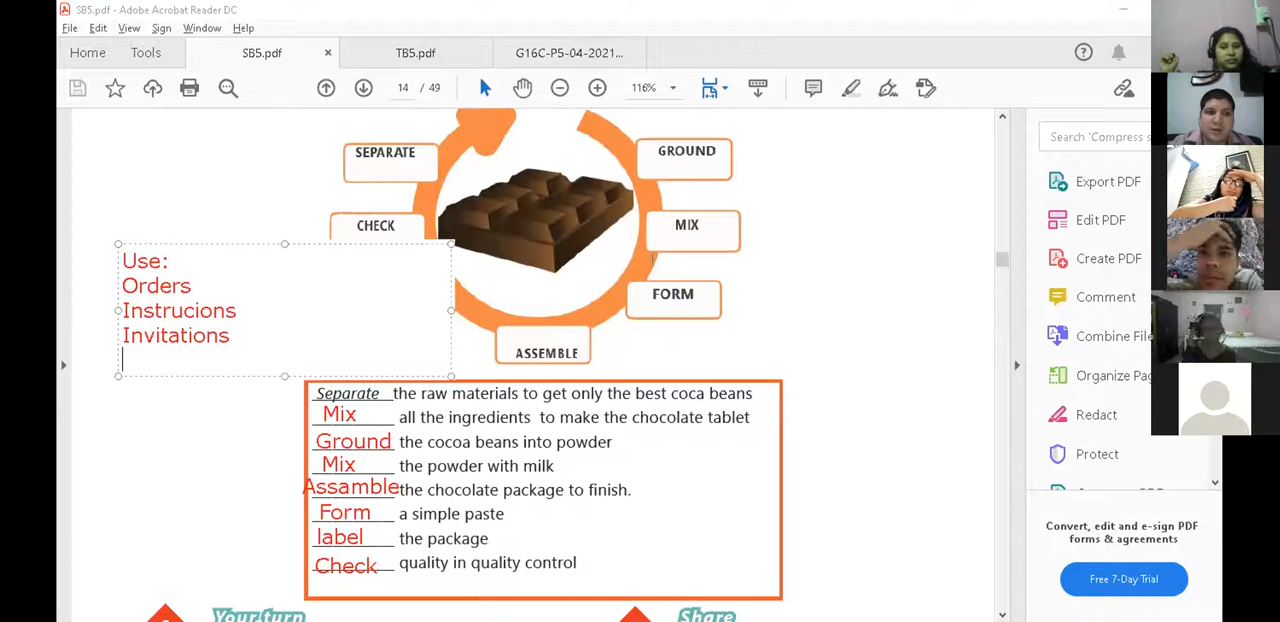 SB5.pdf - Adobe Acrobat Reader DC
File Edit View Sign Window Help
Home Tools SB5.pdf × TB5.pdf G16C-P5-04-2021...
14 / 49 116%
SEPARATE
GROUND
CHECK
MIX
FORM
ASSEMBLE
Use:
Orders
Instrucions
Invitations
Separate the raw materials to get only the best coca beans
Mix all the ingredients to make the chocolate tablet
Ground the cocoa beans into powder
Mix the powder with milk
Assamble the chocolate package to finish.
Form a simple paste
label the package
Check quality in quality control
Your turn
Share
Search 'Compress
Export PDF
Edit PDF
Create PDF
Comment
Combine File
Organize Pag
Redact
Protect
Convert, edit and e-sign PDF
forms & agreements
Free 7-Day Trial